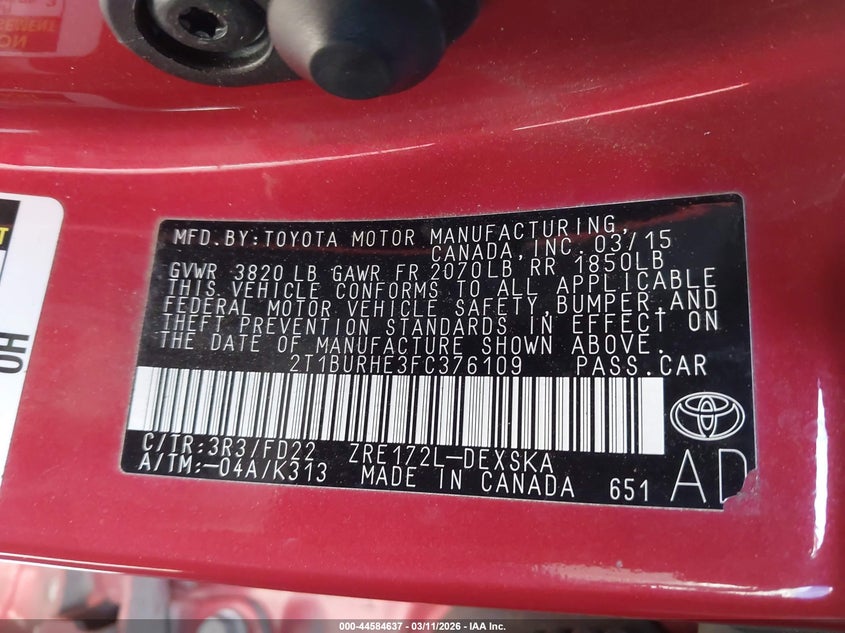 SEMENT
ION
T
OH
MFD.BY:TOYOTA MOTOR MANUFACTURING,
CANADA,INC. 03/15
GVWR 3820 LB GAWR FR 2070LB RR 1850LB
THIS VEHICLE CONFORMS TO ALL APPLICABLE
FEDERAL MOTOR VEHICLE SAFETY,BUMPER,AND
THEFT PREVENTION STANDARDS IN EFFECT ON
THE DATE OF MANUFACTURE SHOWN ABOVE.
2T1BURHE3FC376109 PASS.CAR
C/TR:3R3/FD22 ZRE172L-DEXSKA
A/TM:-04A/K313 MADE IN CANADA 651
AD
000-44584637 - 03/11/2026 - IAA Inc.